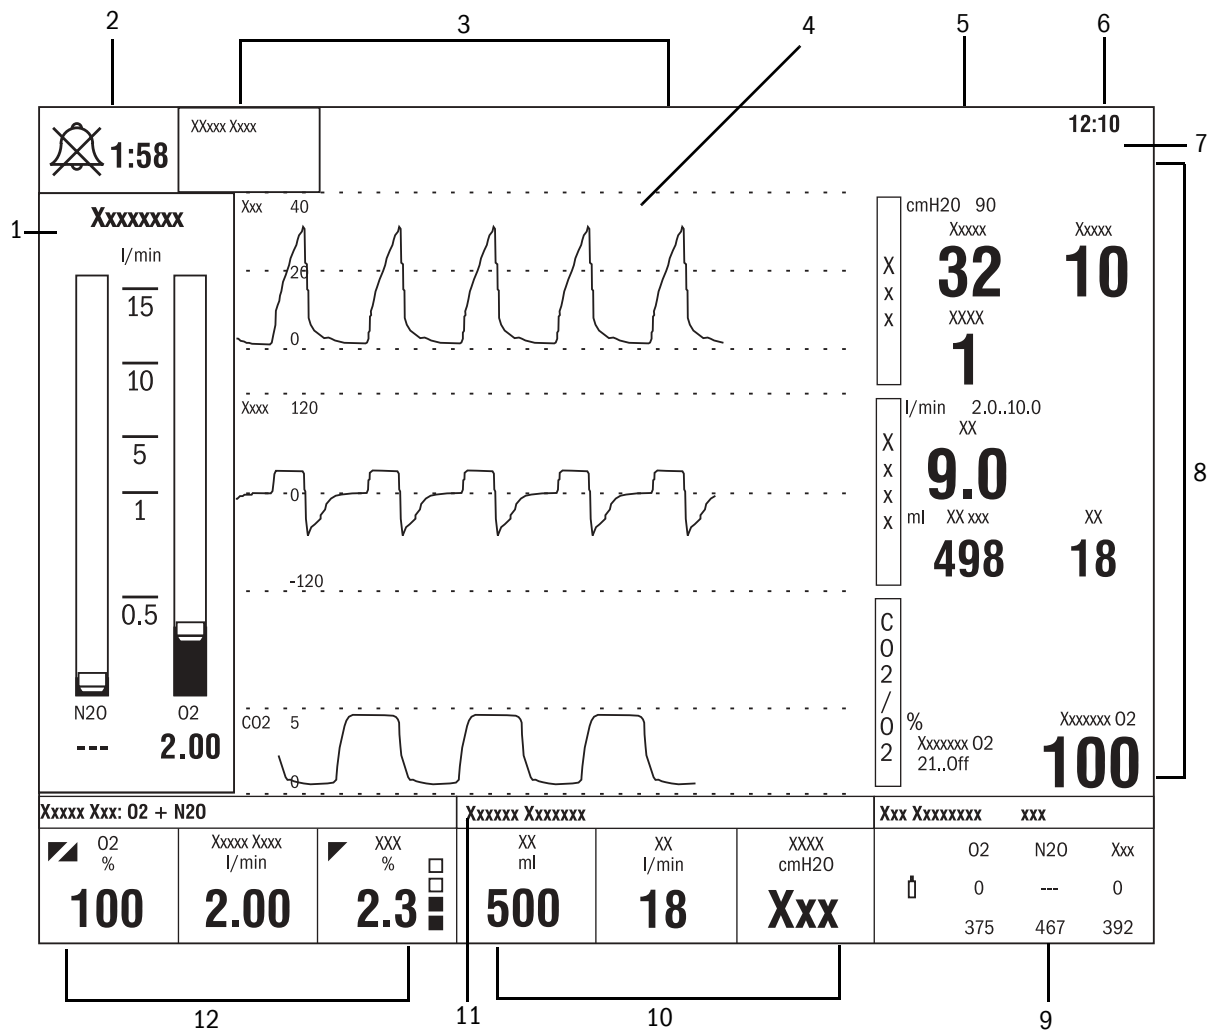 2
3
4
5
6
12:10
7
1:58
XXxxx Xxxx
1
Xxxxxxxx
l/min
15
10
5
1
0.5
N2O
O2
---
2.00
Xxx 40
20
0
Xxxx 120
0
-120
CO2 5
0
X
x
x
cmH20 90
Xxxxx
Xxxxx
32
10
XXXX
1
X
x
x
x
l/min 2.0..10.0
XX
9.0
ml XX xxx
XX
498
18
8
C
O
2
/
O
2
%
Xxxxxxx O2
Xxxxxxx O2
21..Off
100
Xxxxx Xxx: O2 + N2O
Xxxxxx Xxxxxxx
Xxx Xxxxxxxx xxx
O2
%
100
Xxxxx Xxxx
l/min
2.00
XXX
%
2.3
XX
ml
500
XX
l/min
18
XXXX
cmH2O
Xxx
O2 N2O Xxx
0 --- 0
375 467 392
12
11
10
9